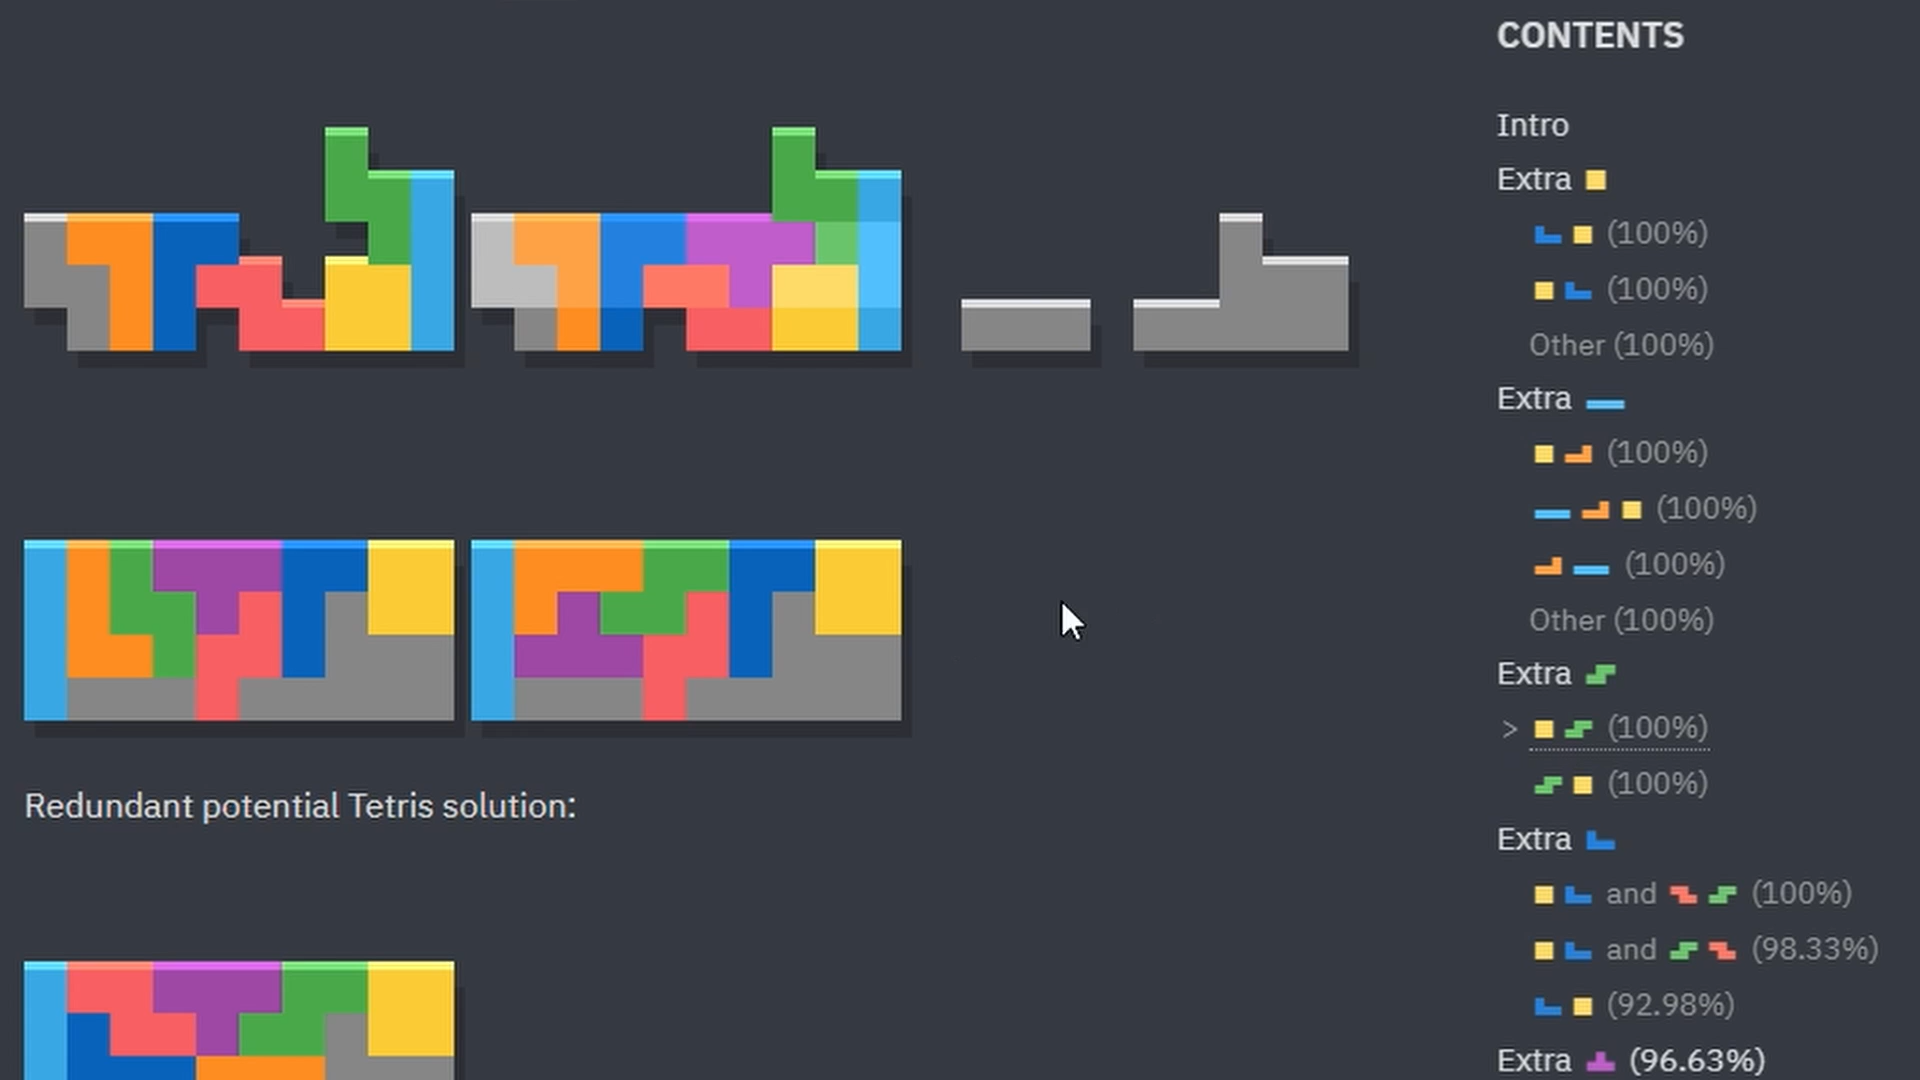 CONTENTS
Intro
Extra
(100%)
(100%)
Other (100%)
Extra
(100%)
(100%)
(100%)
Other (100%)
Extra
> (100%)
(100%)
Extra
and (100%)
and (98.33%)
(92.98%)
Extra (96.63%)
Redundant potential Tetris solution: